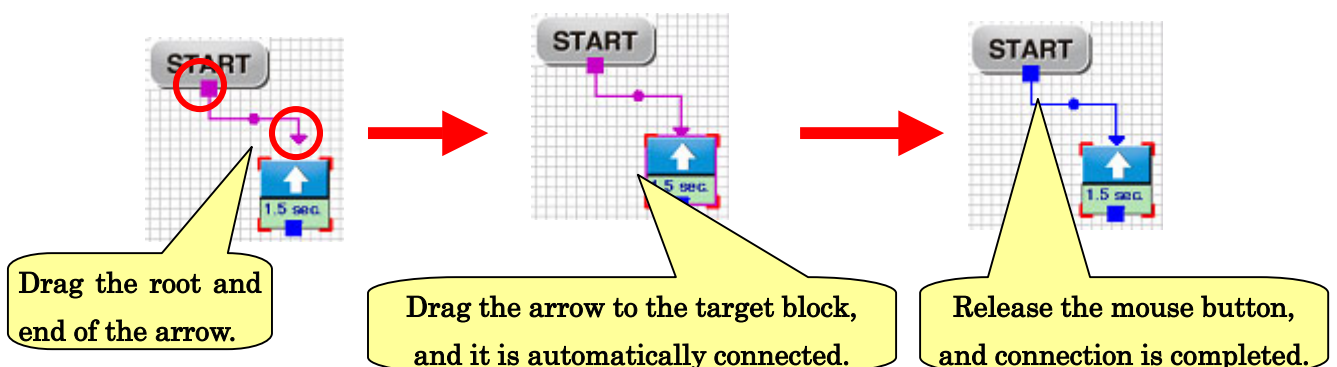 START
1.5 sec.
Drag the root and
end of the arrow.
START
1.5 sec.
Drag the arrow to the target block,
and it is automatically connected.
START
1.5 sec.
Release the mouse button,
and connection is completed.